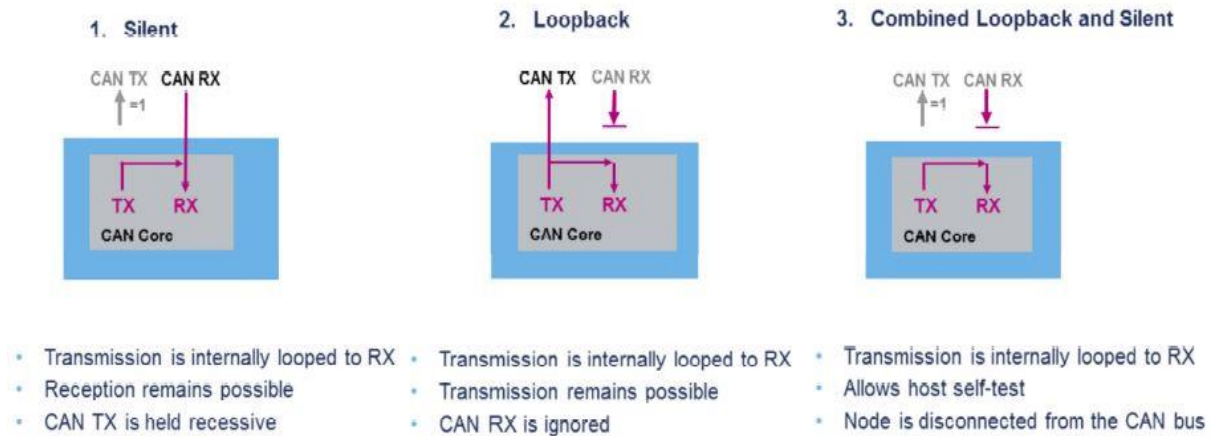 1. Silent
CAN TX CAN RX
=1
TX RX
CAN Core
• Transmission is internally looped to RX
• Reception remains possible
• CAN TX is held recessive
2. Loopback
CAN TX CAN RX
TX RX
CAN Core
• Transmission is internally looped to RX
• Transmission remains possible
• CAN RX is ignored
3. Combined Loopback and Silent
CAN TX CAN RX
=1
TX RX
CAN Core
• Transmission is internally looped to RX
• Allows host self-test
• Node is disconnected from the CAN bus